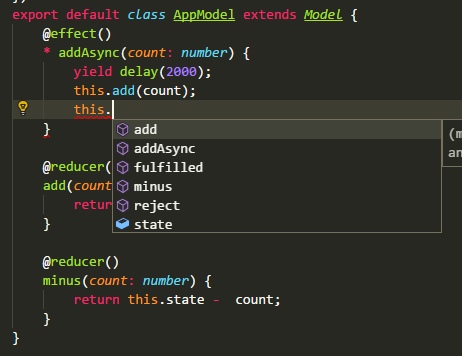 export default class AppModel extends Model {
@effect()
* addAsync(count: number) {
yield delay(2000);
this.add(count);
this.
}
add
addAsync
fulfilled
minus
reject
state
(m
an
@reducer(
add(count
retur
}
@reducer()
minus(count: number) {
return this.state - count;
}
}